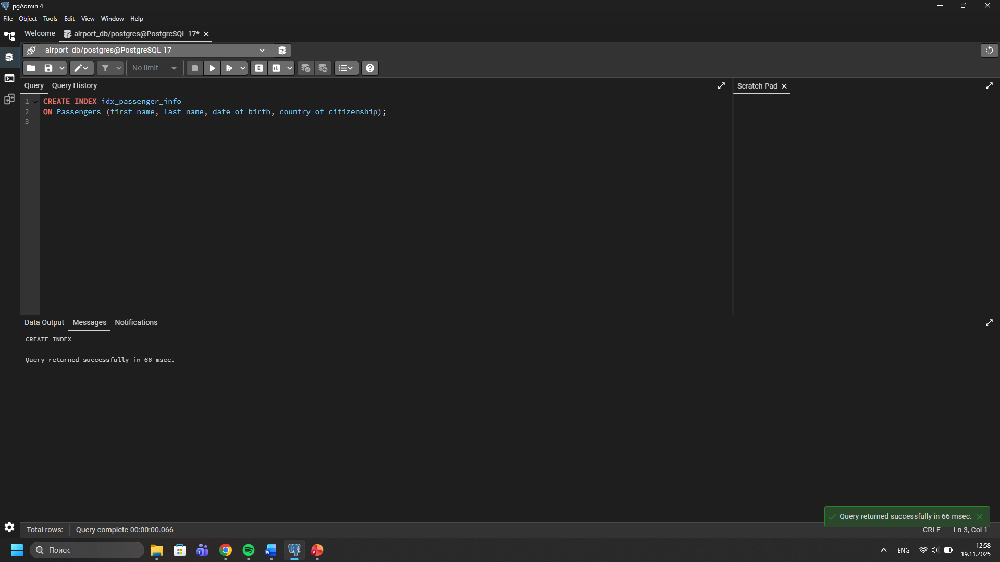 pgAdmin 4
File Object Tools Edit View Window Help
Welcome airport_db/postgres@PostgreSQL 17*
airport_db/postgres@PostgreSQL 17
No limit E
Query Query History Scratch Pad
1 CREATE INDEX idx_passenger_info
2 ON Passengers (first_name, last_name, date_of_birth, country_of_citizenship);
3
Data Output Messages Notifications
CREATE INDEX
Query returned successfully in 66 msec.
Query returned successfully in 66 msec.
Total rows: Query complete 00:00:00.066 CRLF Ln 3, Col 1
Поиск ENG 12:58
19.11.2025